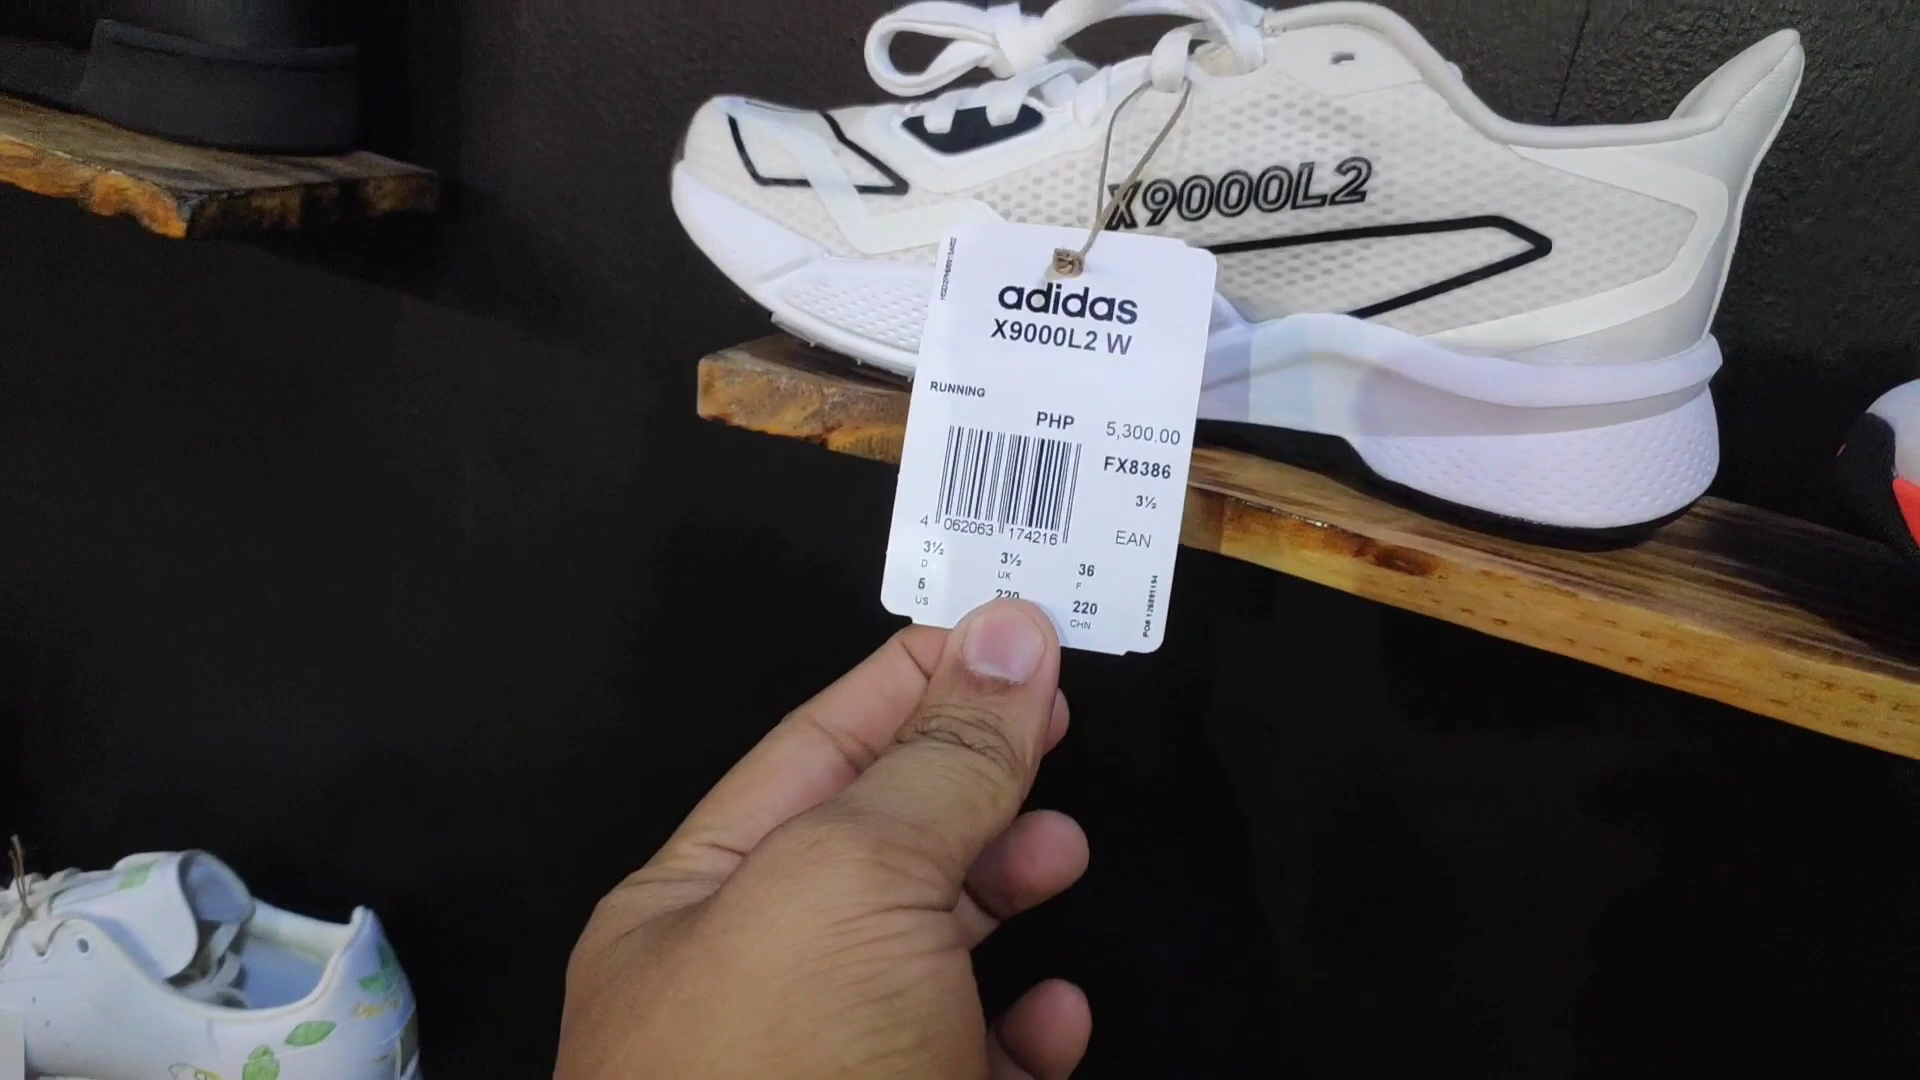 X9000L2
adidas
X9000L2 W
RUNNING
PHP 5,300.00
FX8386
3½
EAN
4 062063 174216
3½ 3½ 36
D UK F
5 220 220
US CHN